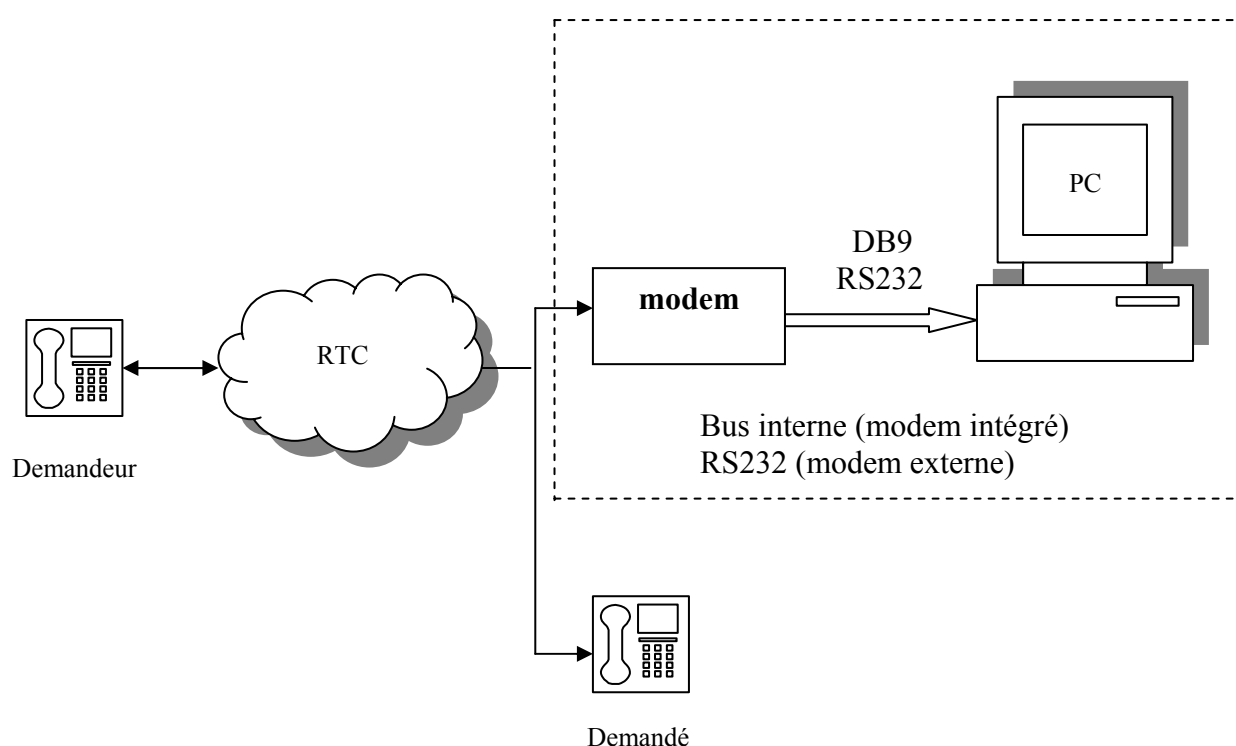 PC
DB9
RS232
modem
RTC
Bus interne (modem intégré)
RS232 (modem externe)
Demandeur
Demandé